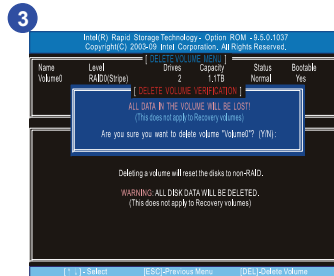 3
Intel(R) Rapid Storage Technology - Option ROM - 9.5.0.1037
Copyright(C) 2003-09 Intel Corporation, All Rights Reserved.
[ DELETE VOLUME MENU ]
Name Level Drives Capacity Status Bootable
Volume0 RAID0(Stripe) 2 1.1TB Normal Yes
[ DELETE VOLUME VERIFICATION ]
ALL DATA IN THE VOLUME WILL BE LOST!
(This does not apply to Recovery volumes)
Are you sure you want to delete volume "Volume0"? (Y/N) :
Deleting a volume will reset the disks to non-RAID.
WARNING: ALL DISK DATA WILL BE DELETED.
(This does not apply to Recovery volumes)
[↑↓]-Select [ESC]-Previous Menu [DEL]-Delete Volume